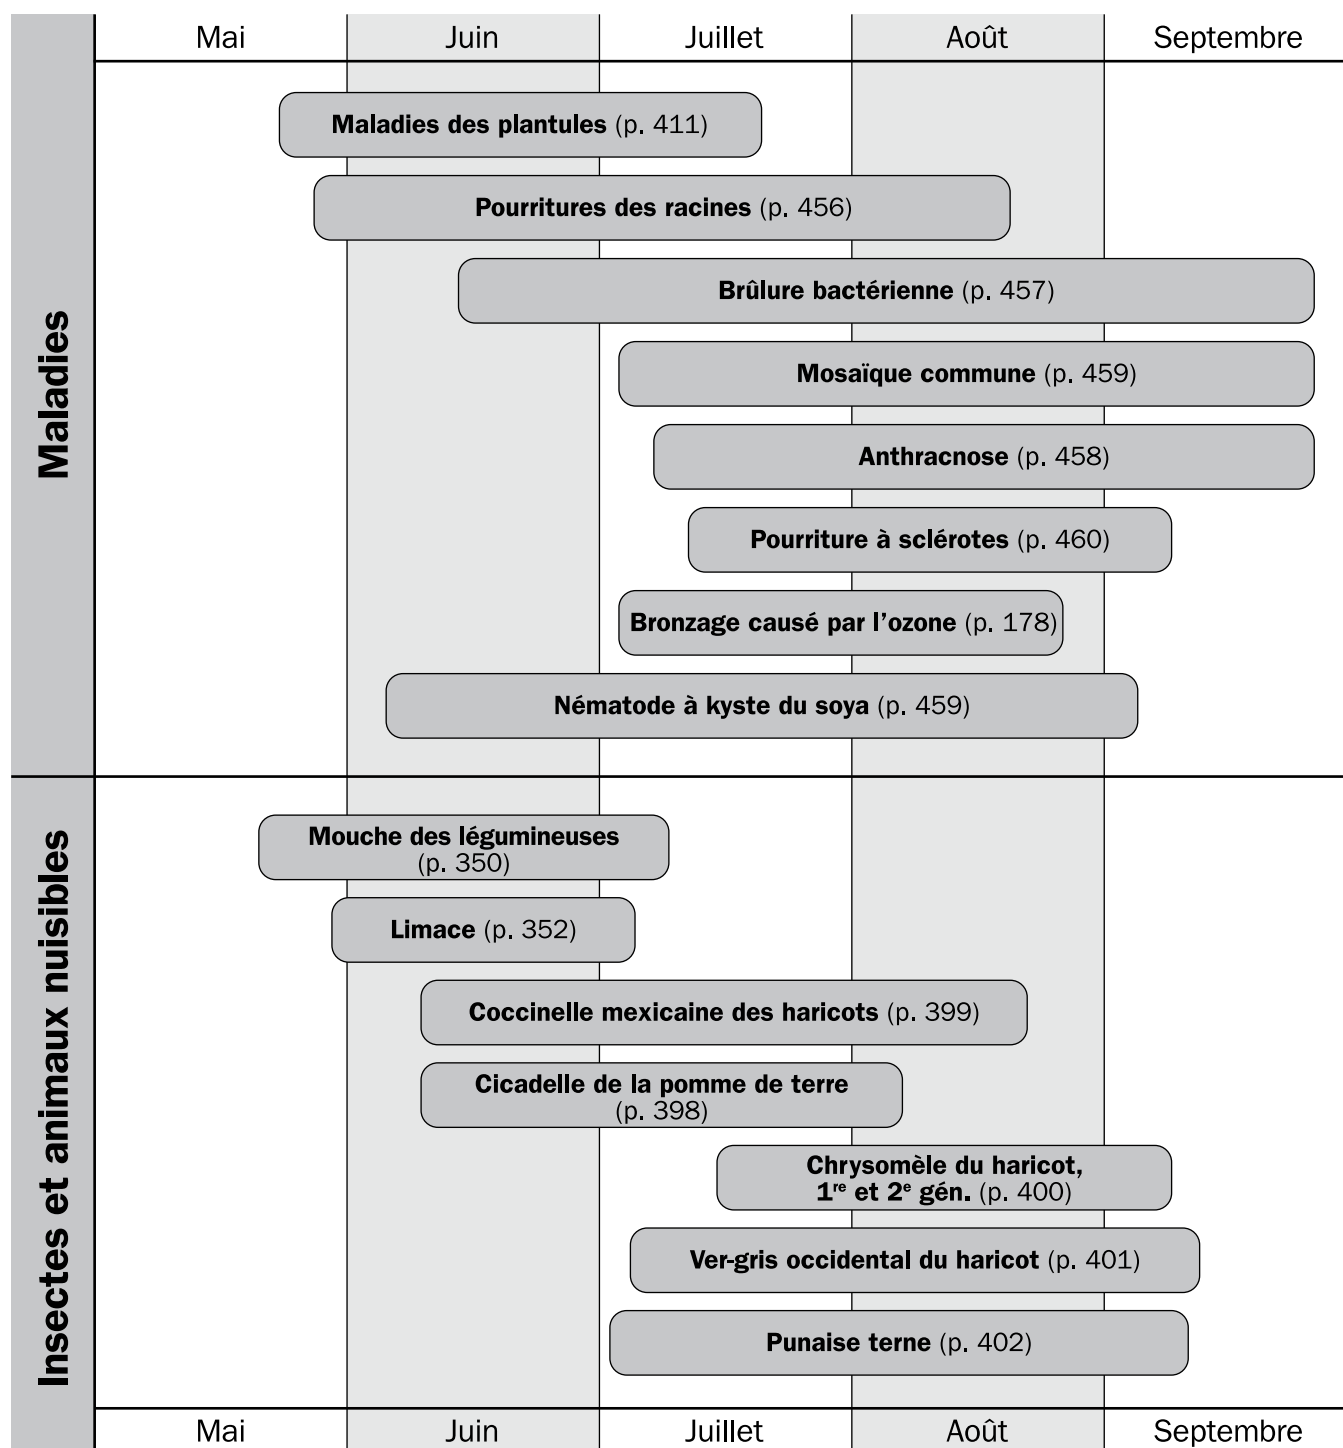 Mai Juin Juillet Août Septembre
Maladies
Maladies des plantules (p. 411)
Pourritures des racines (p. 456)
Brûlure bactérienne (p. 457)
Mosaïque commune (p. 459)
Anthracnose (p. 458)
Pourriture à sclérotes (p. 460)
Bronzage causé par l’ozone (p. 178)
Nématode à kyste du soya (p. 459)
Insectes et animaux nuisibles
Mouche des légumineuses
(p. 350)
Limace (p. 352)
Coccinelle mexicaine des haricots (p. 399)
Cicadelle de la pomme de terre
(p. 398)
Chrysomèle du haricot,
1re et 2e gén. (p. 400)
Ver-gris occidental du haricot (p. 401)
Punaise terne (p. 402)
Mai Juin Juillet Août Septembre